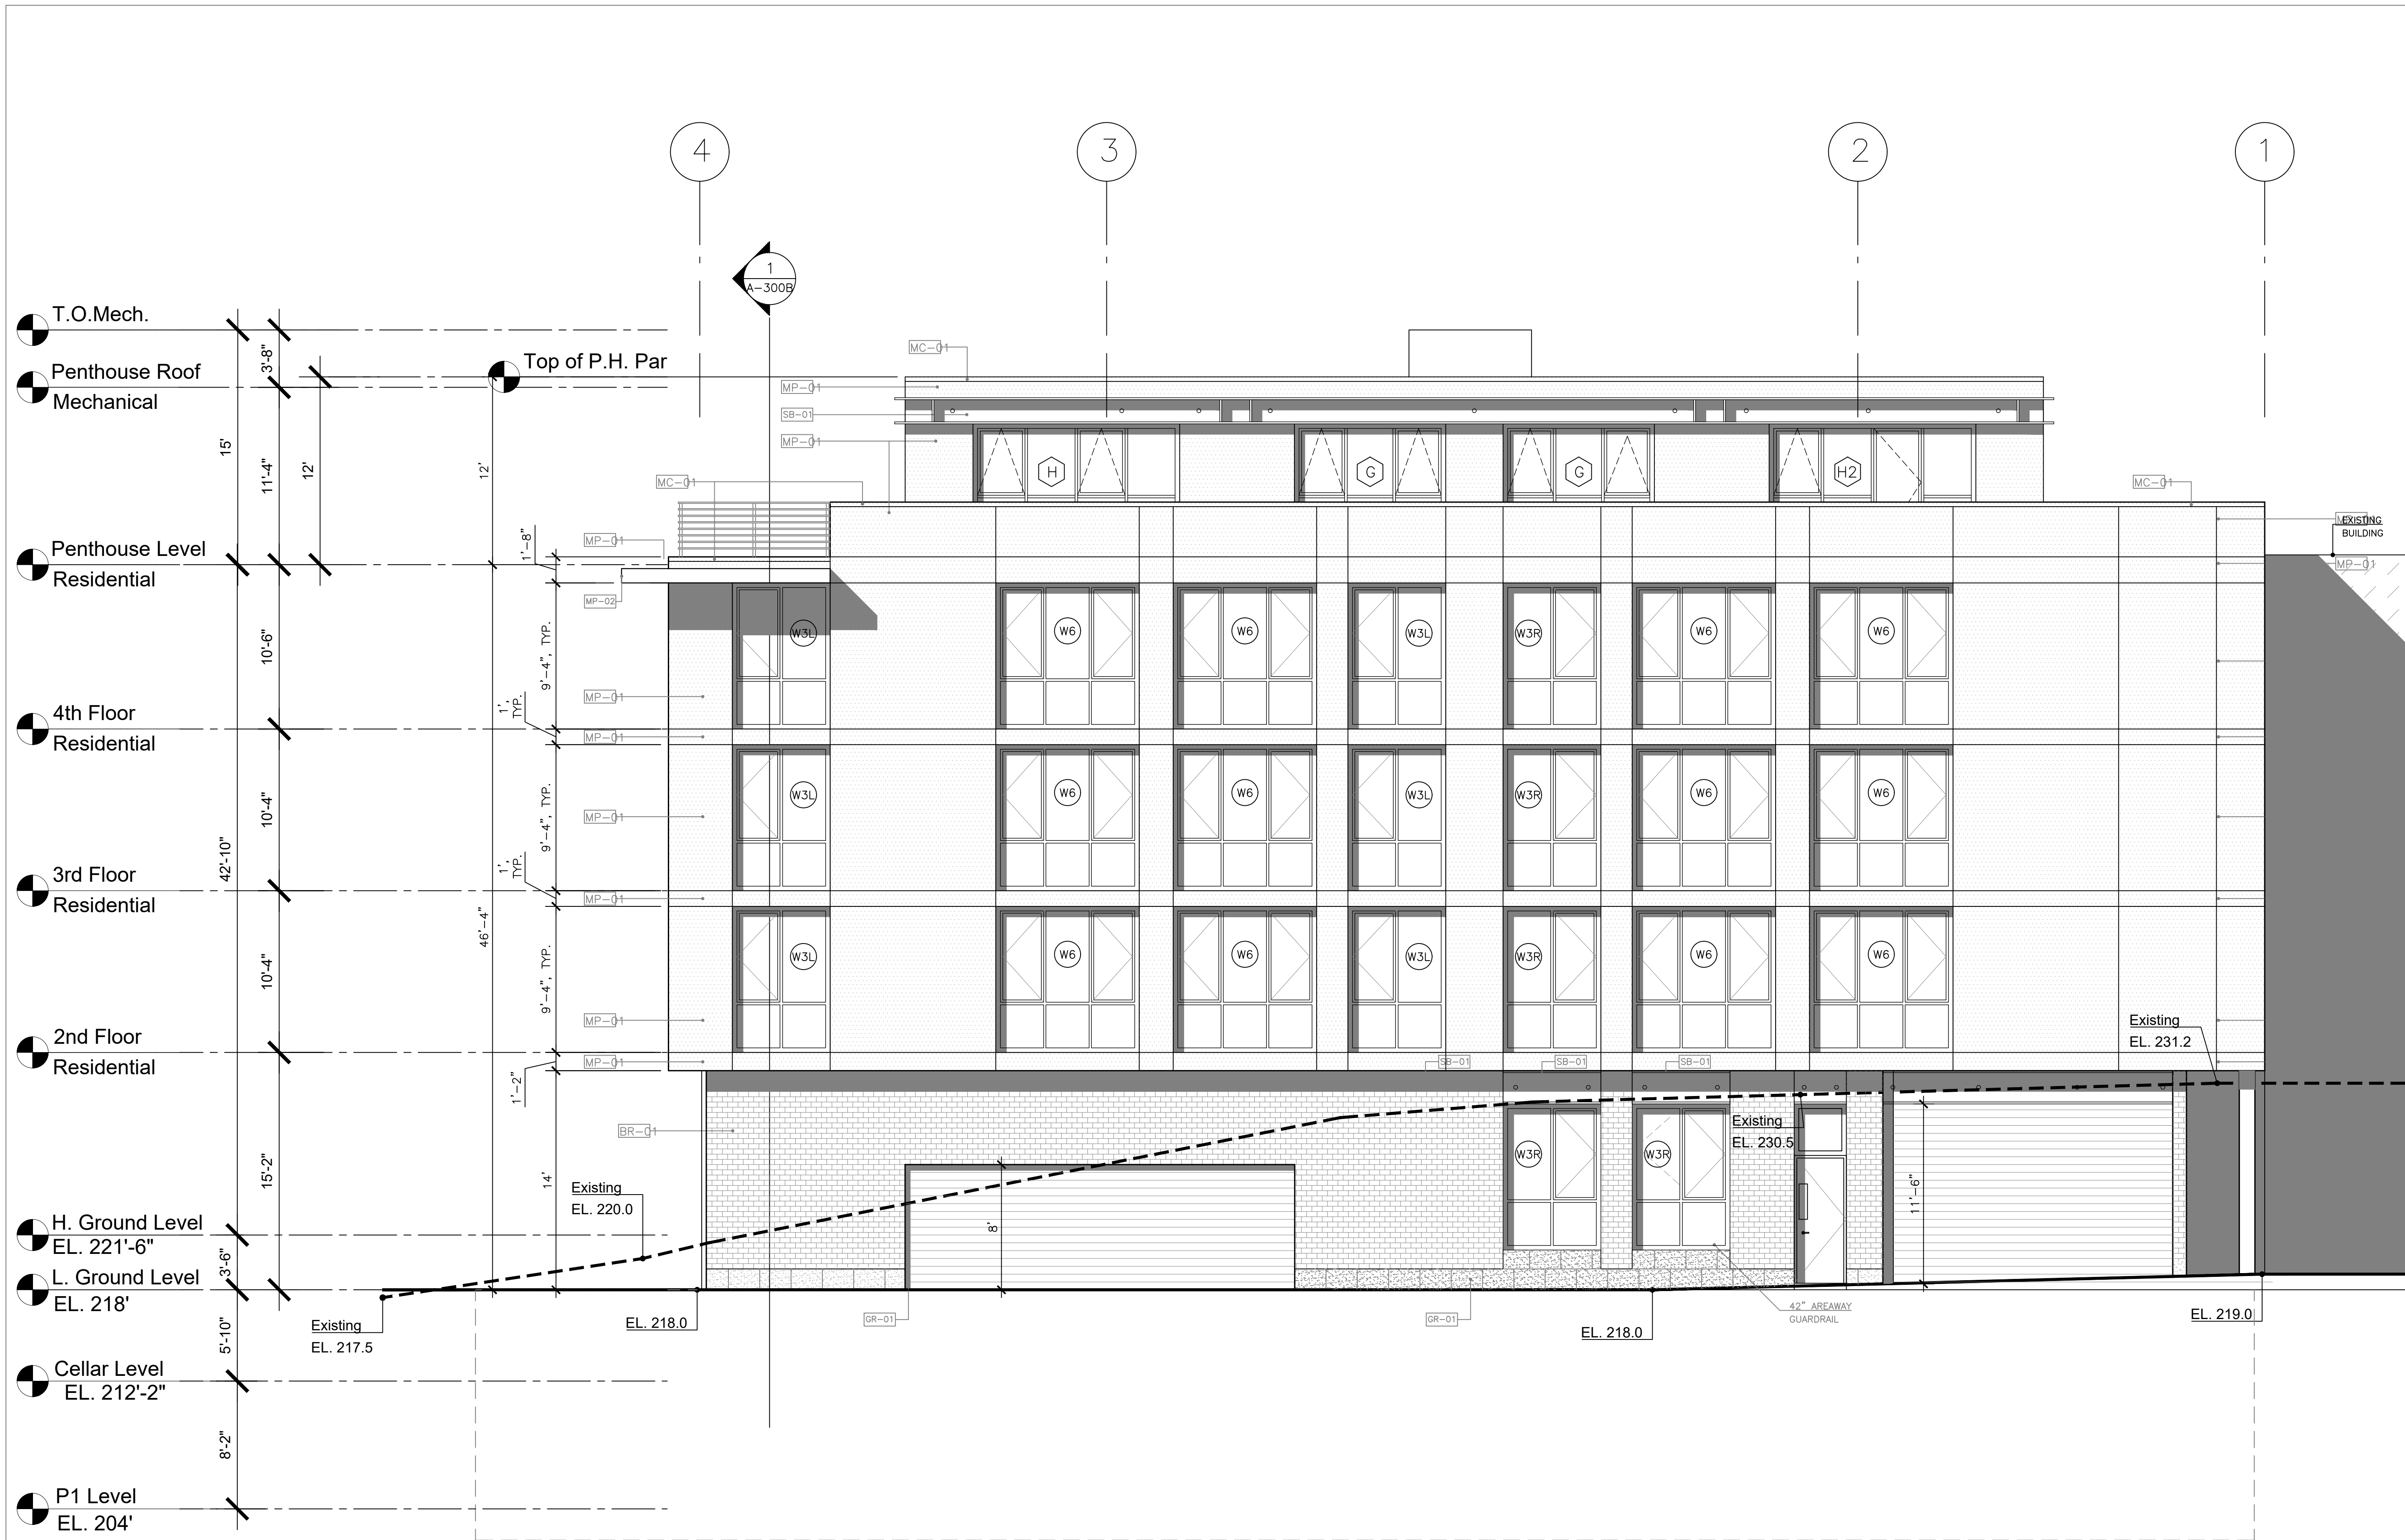 4
3
2
1
1
A-300B
T.O.Mech.
3'-8"
Penthouse Roof
Mechanical
Top of P.H. Par
MC-01
MP-01
SB-01
MP-01
15'
11'-4"
12'
12'
H
G
G
H2
MC-01
MC-01
Penthouse Level
Residential
1'-8"
MP-01
MP-02
EXISTING
BUILDING
MP-01
10'-6"
9'-4", TYP.
W3L
W6
W6
W3L
W3R
W6
W6
MP-01
4th Floor
Residential
1',
TYP.
MP-01
10'-4"
9'-4", TYP.
W3L
W6
W6
W3L
W3R
W6
W6
MP-01
42'-10"
3rd Floor
Residential
1',
TYP.
MP-01
46'-4"
10'-4"
9'-4", TYP.
W3L
W6
W6
W3L
W3R
W6
W6
MP-01
Existing
EL. 231.2
2nd Floor
Residential
MP-01
1'-2"
SB-01
SB-01
SB-01
BR-01
Existing
EL. 230.5
W3R
W3R
15'-2"
14'
Existing
EL. 220.0
8'
11'-6"
H. Ground Level
EL. 221'-6"
3'-6"
L. Ground Level
EL. 218'
Existing
EL. 217.5
EL. 218.0
GR-01
GR-01
EL. 218.0
42" AREAWAY
GUARDRAIL
EL. 219.0
5'-10"
Cellar Level
EL. 212'-2"
8'-2"
P1 Level
EL. 204'